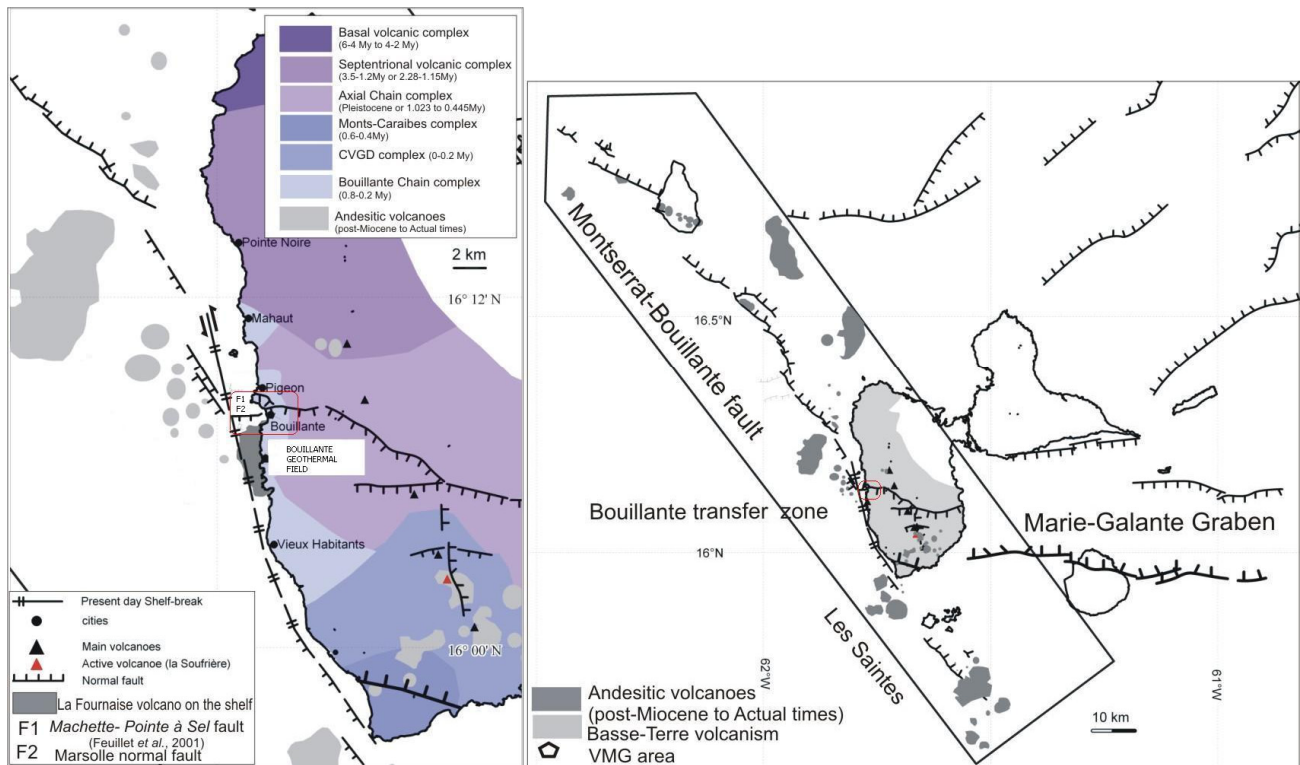 Basal volcanic complex
(6-4 My to 4-2 My)
Septentrional volcanic complex
(3.5-1.2My or 2.28-1.15My)
Axial Chain complex
(Pleistocene or 1.023 to 0.445My)
Monts-Caraibes complex
(0.6-0.4My)
CVGD complex (0-0.2 My)
Bouillante Chain complex
(0.8-0.2 My)
Andesitic volcanoes
(post-Miocene to Actual times)
Pointe Noire
2 km
16° 12' N
Mahaut
Pigeon
F1
F2
Bouillante
BOUILLANTE
GEOTHERMAL
FIELD
Vieux Habitants
16° 00' N
Present day Shelf-break
cities
Main volcanoes
Active volcanoe (la Soufrière)
Normal fault
La Fournaise volcano on the shelf
F1 Machette- Pointe à Sel fault
(Feuillet et al., 2001)
F2 Marsolle normal fault
Montserrat-Bouillante fault
16.5°N
Bouillante transfer zone
Marie-Galante Graben
16°N
Les Saintes
62°W
61°W
Andesitic volcanoes
(post-Miocene to Actual times)
Basse-Terre volcanism
VMG area
10 km